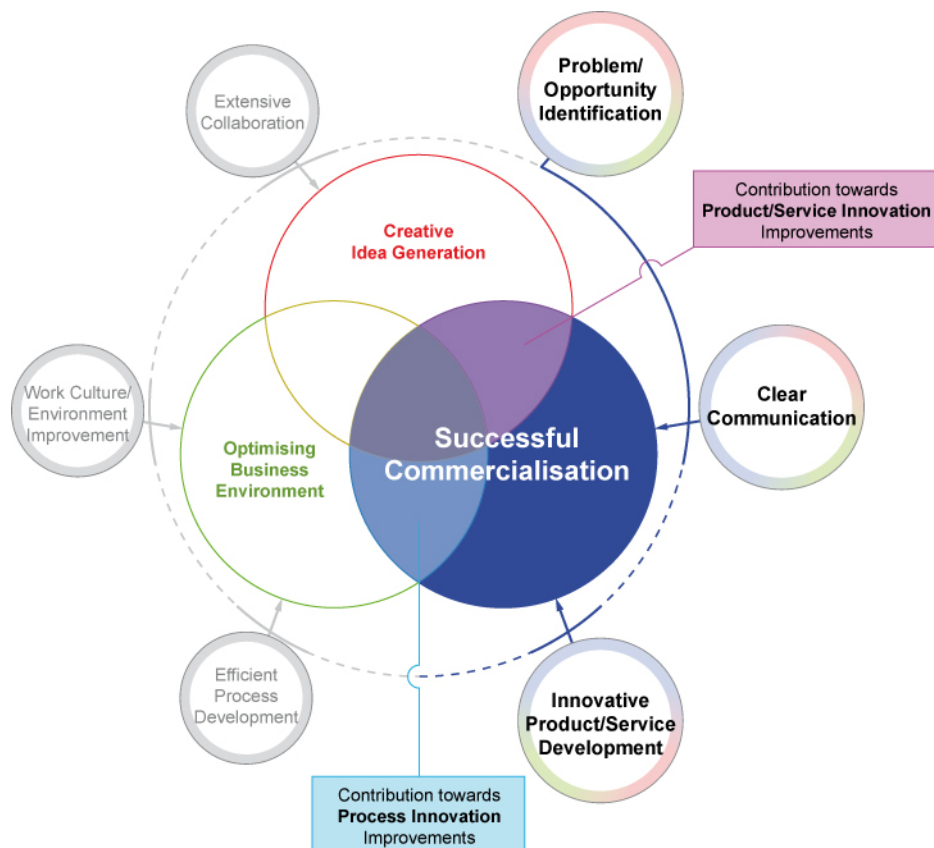 Problem/
Opportunity
Identification
Extensive
Collaboration
Contribution towards
Product/Service Innovation
Improvements
Creative
Idea Generation
Work Culture/
Environment
Improvement
Clear
Communication
Successful
Commercialisation
Optimising
Business
Environment
Efficient
Process
Development
Innovative
Product/Service
Development
Contribution towards
Process Innovation
Improvements